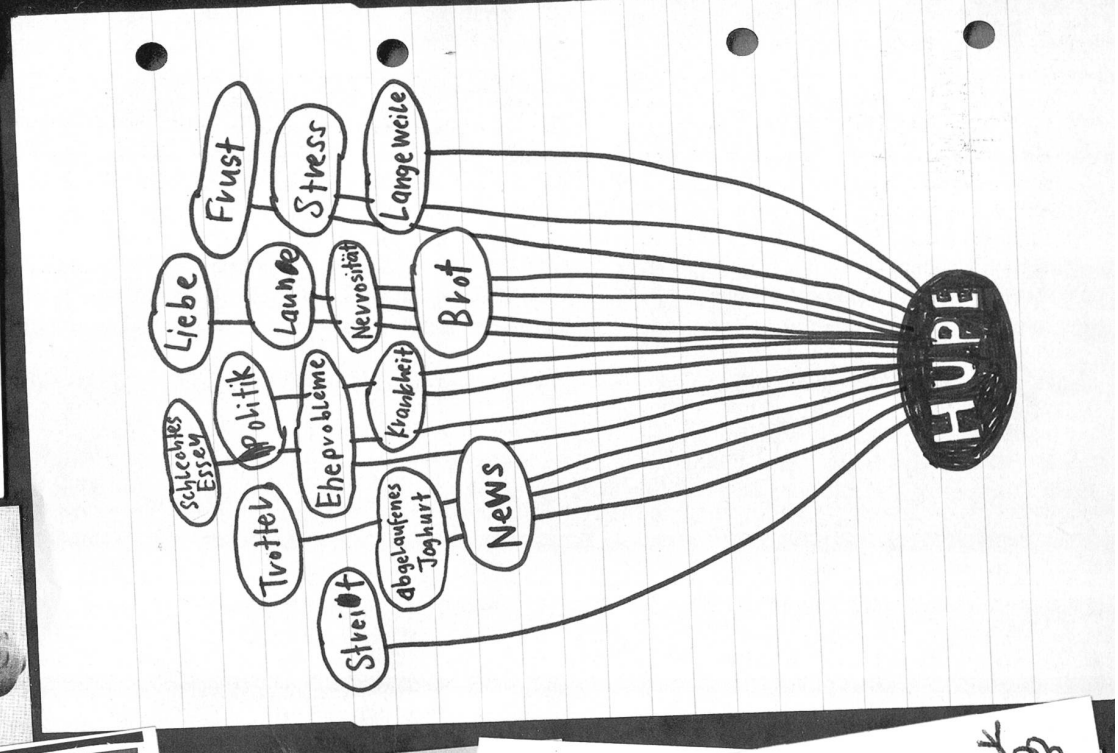 Schlechtes
Essen
Liebe
Frust
Trottel
Politik
Laune
Stress
Streit
Eheprobleme
Nervosität
abgelaufenes
Joghurt
Krankheit
Langeweile
News
Brot
HUPE